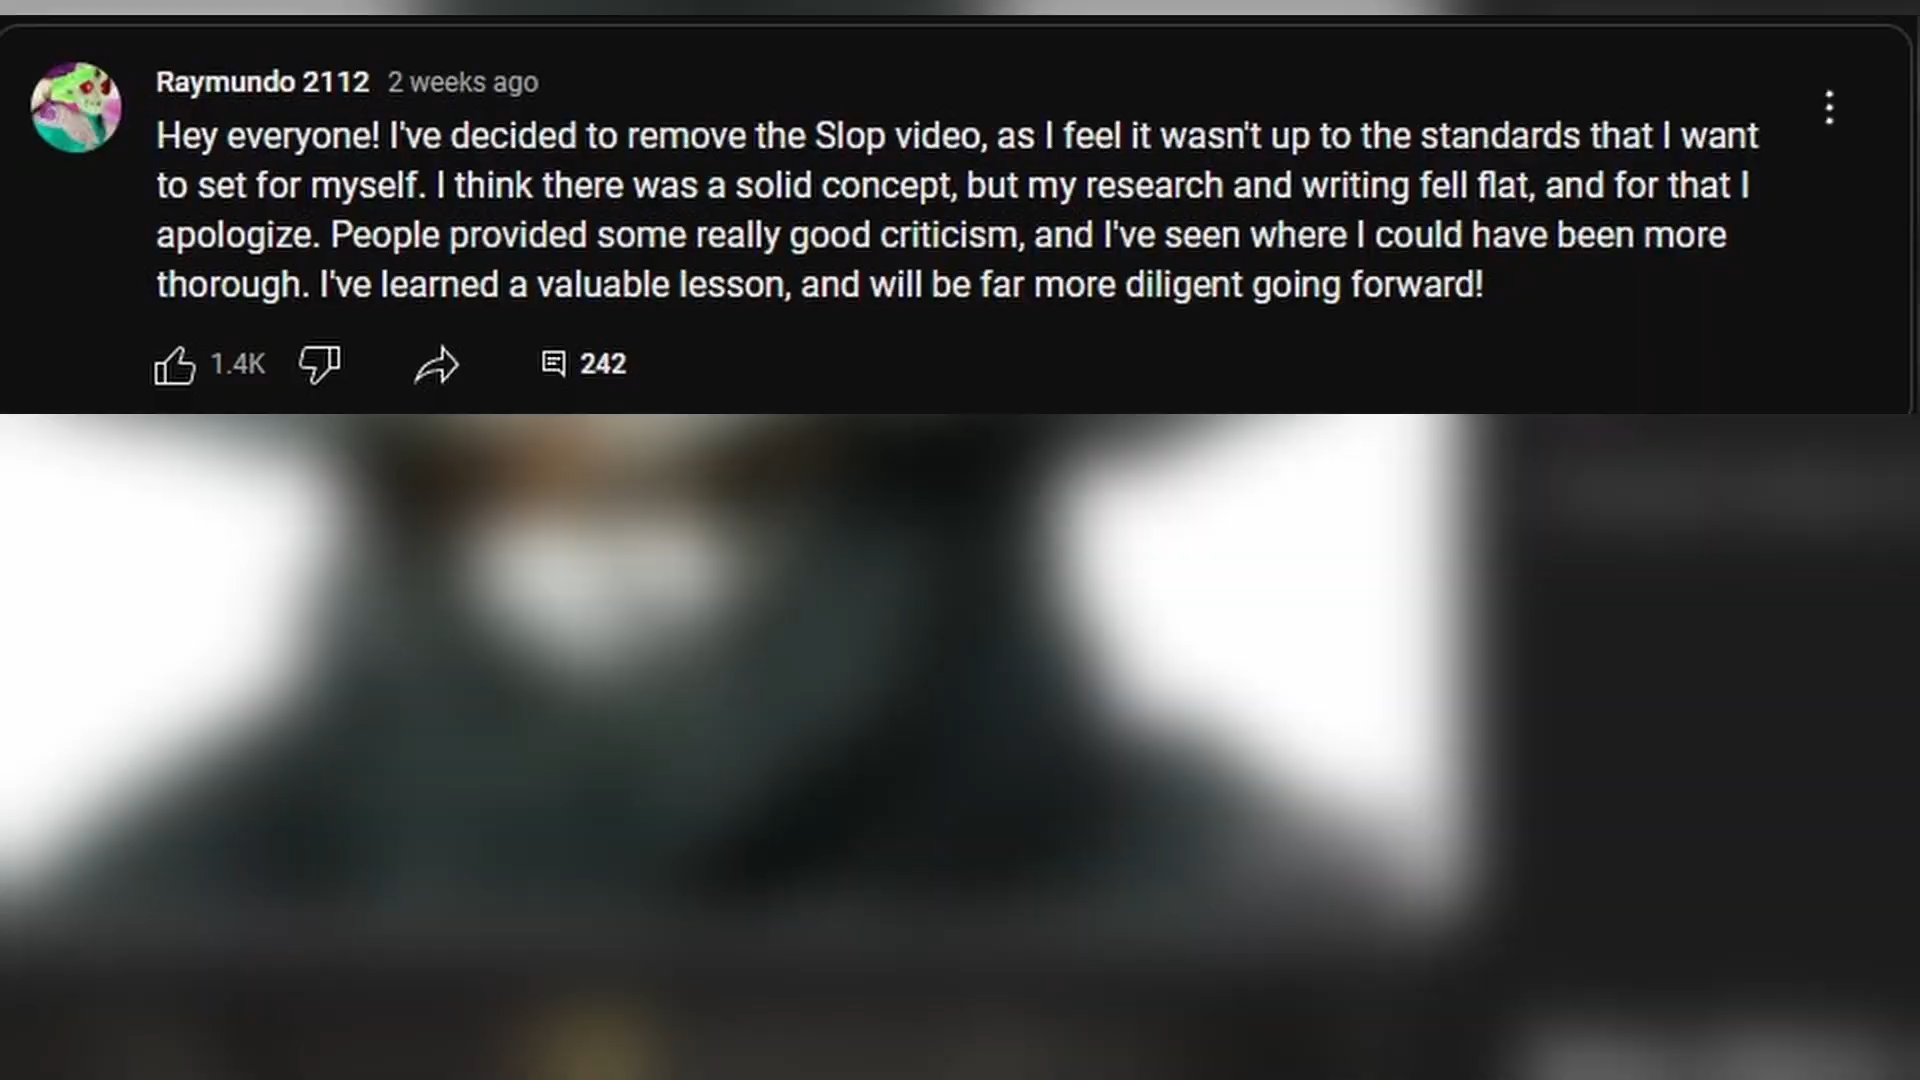 Raymundo 2112 2 weeks ago
Hey everyone! I've decided to remove the Slop video, as I feel it wasn't up to the standards that I want
to set for myself. I think there was a solid concept, but my research and writing fell flat, and for that I
apologize. People provided some really good criticism, and I've seen where I could have been more
thorough. I've learned a valuable lesson, and will be far more diligent going forward!
1.4K 242